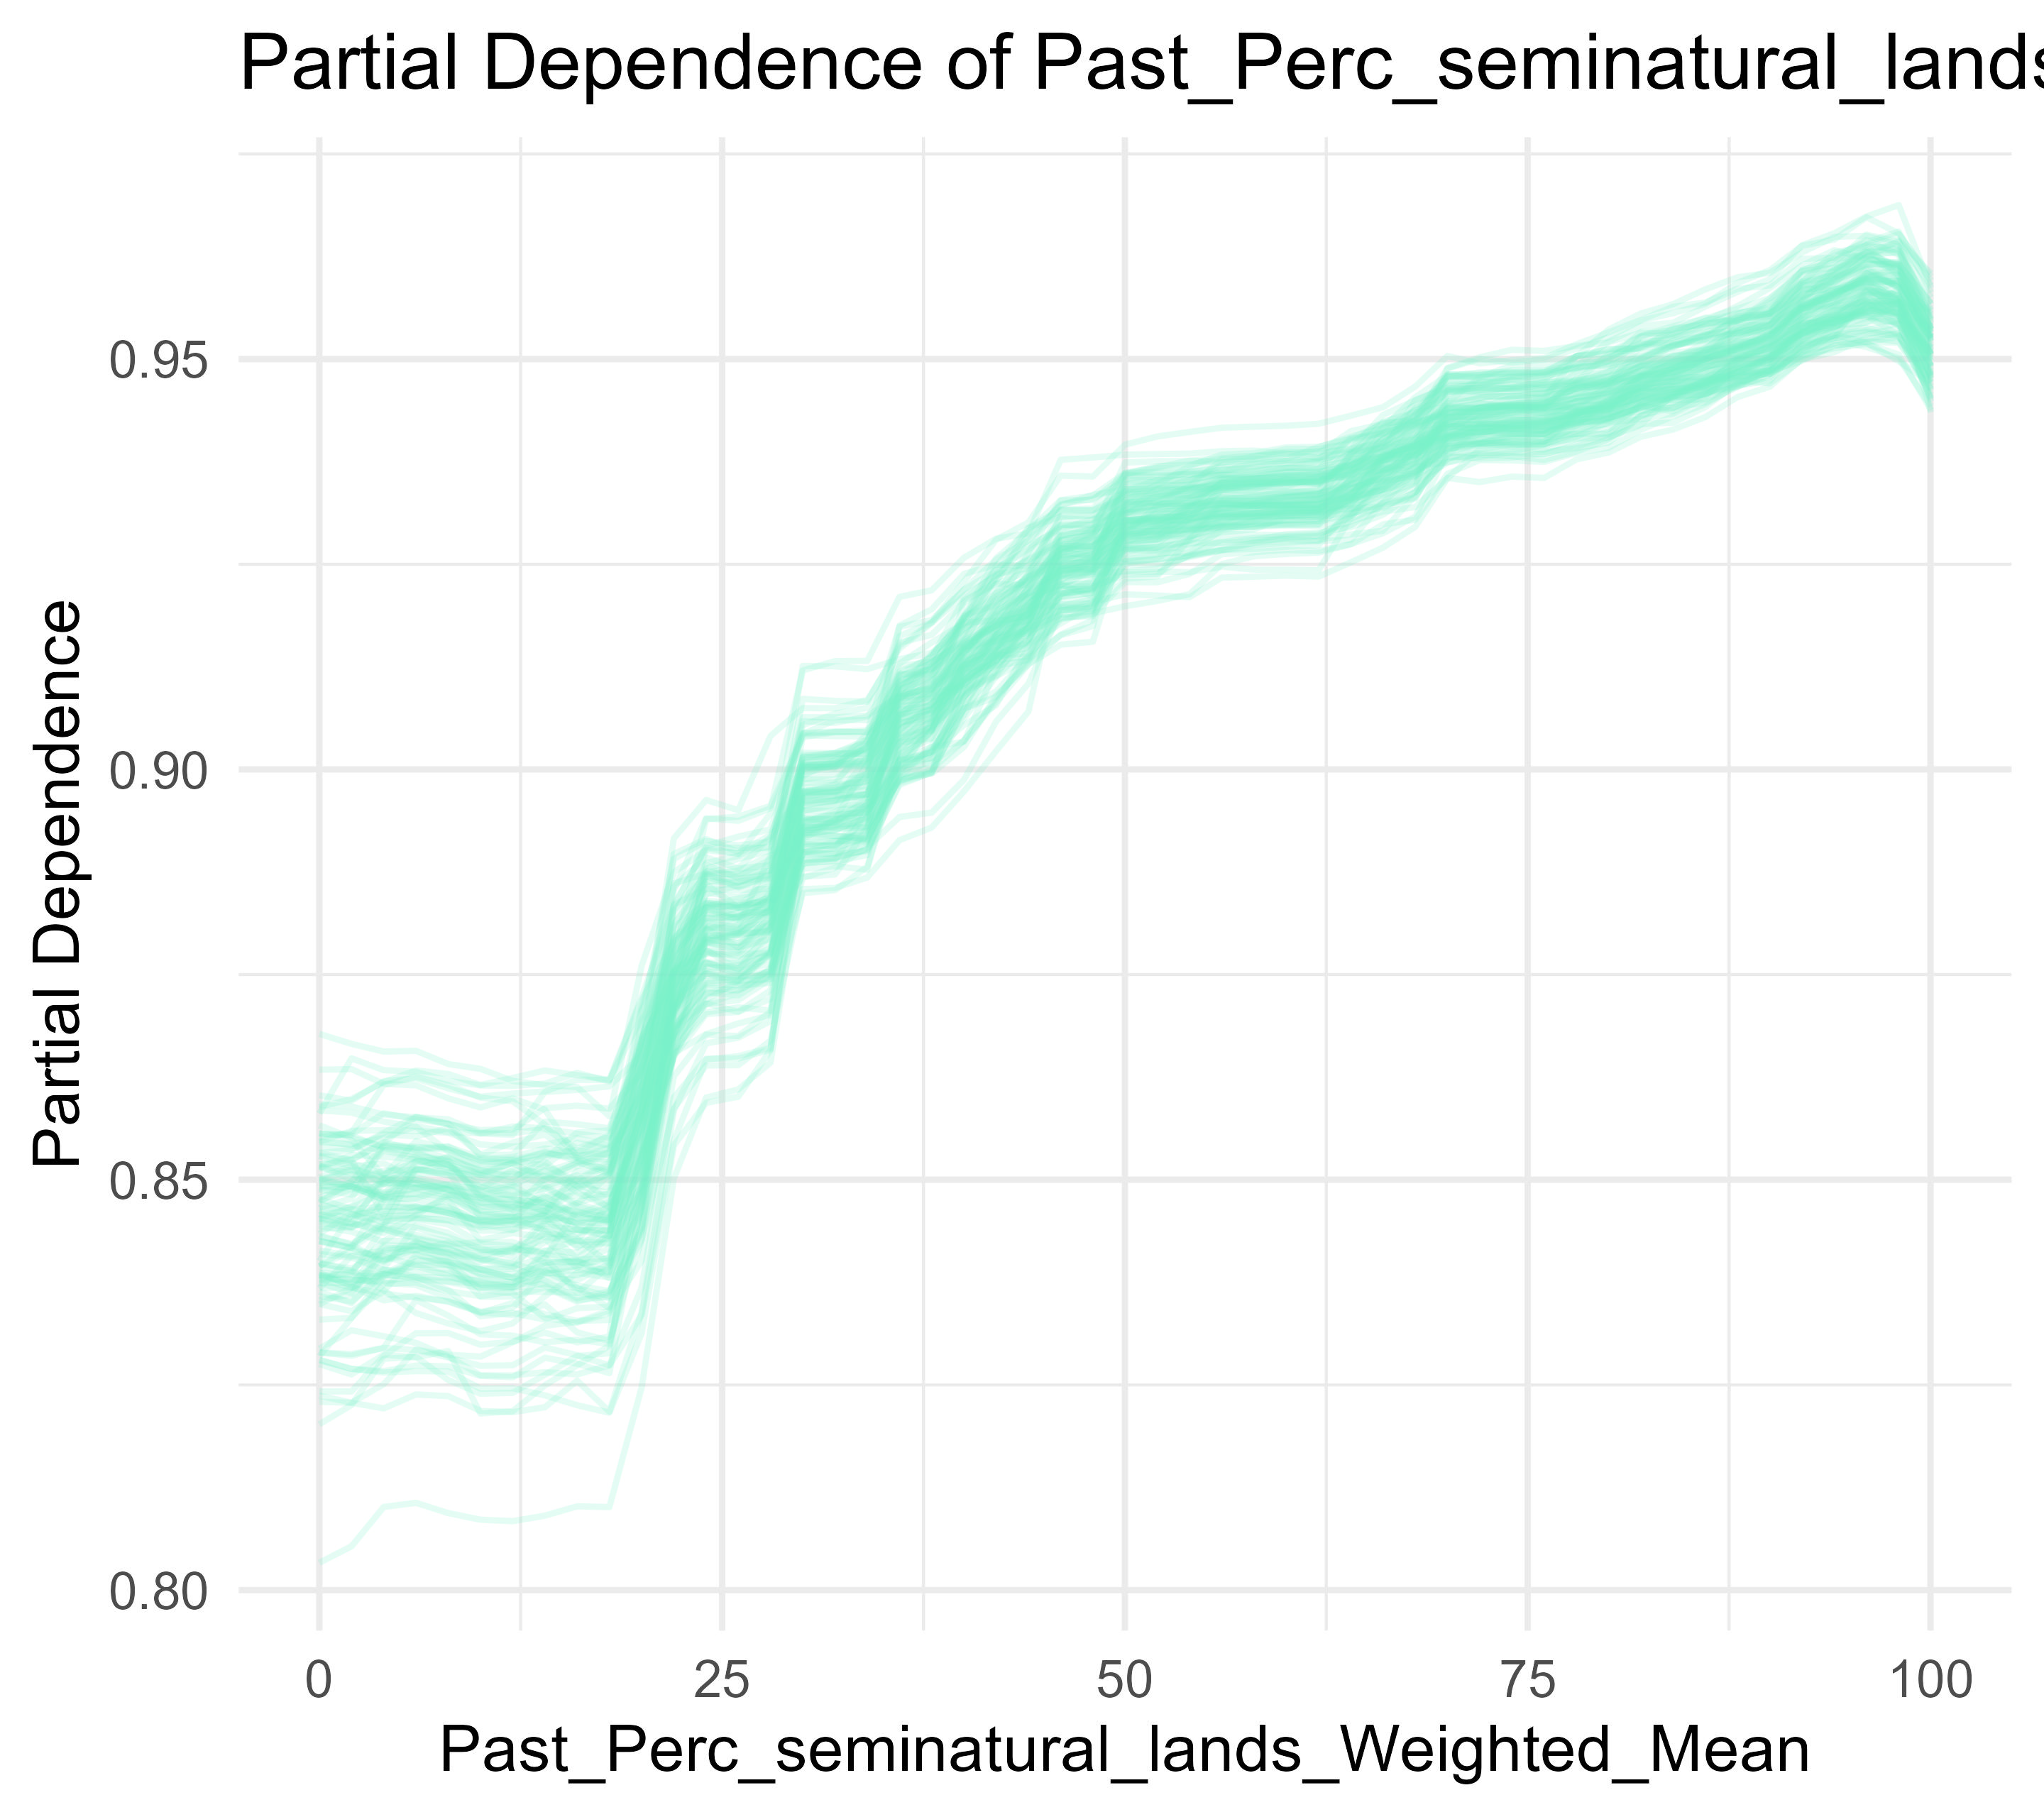 Partial Dependence of Past_Perc_seminatural_lands
0.95
0.90
0.85
0.80
Partial Dependence
0 25 50 75 100
Past_Perc_seminatural_lands_Weighted_Mean